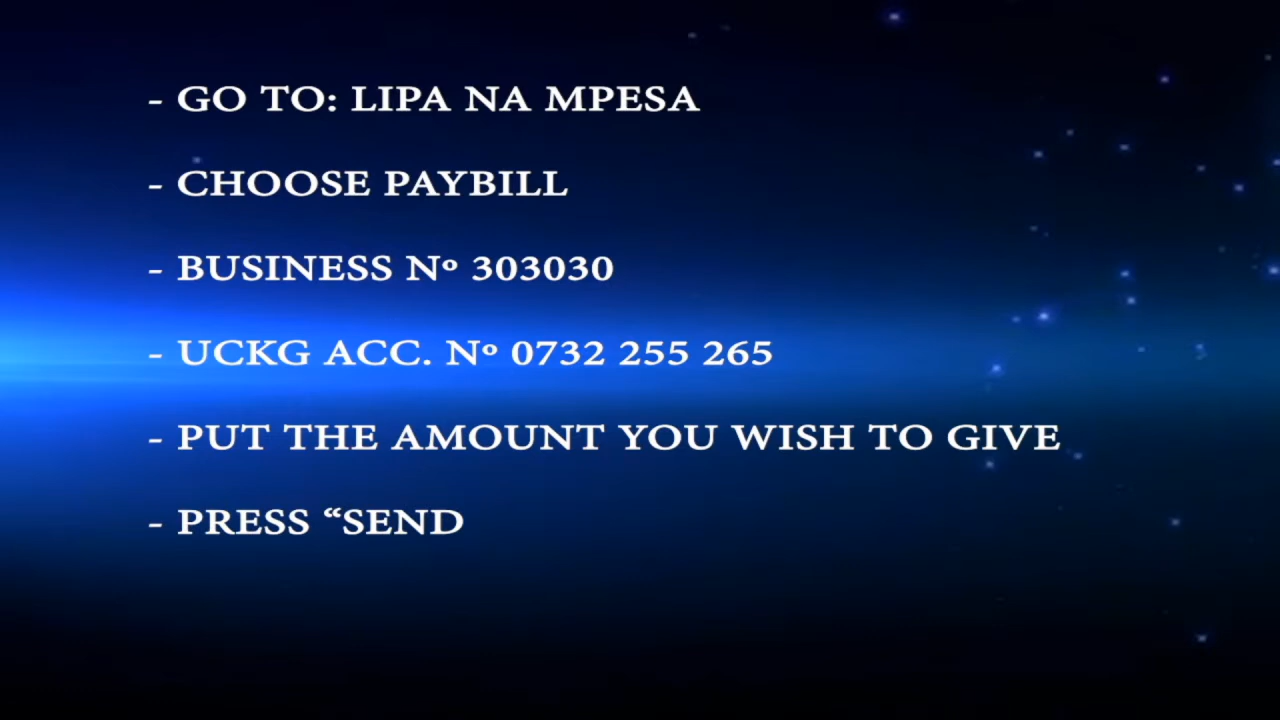 - GO TO: LIPA NA MPESA
- CHOOSE PAYBILL
- BUSINESS Nº 303030
- UCKG ACC. Nº 0732 255 265
- PUT THE AMOUNT YOU WISH TO GIVE
- PRESS “SEND